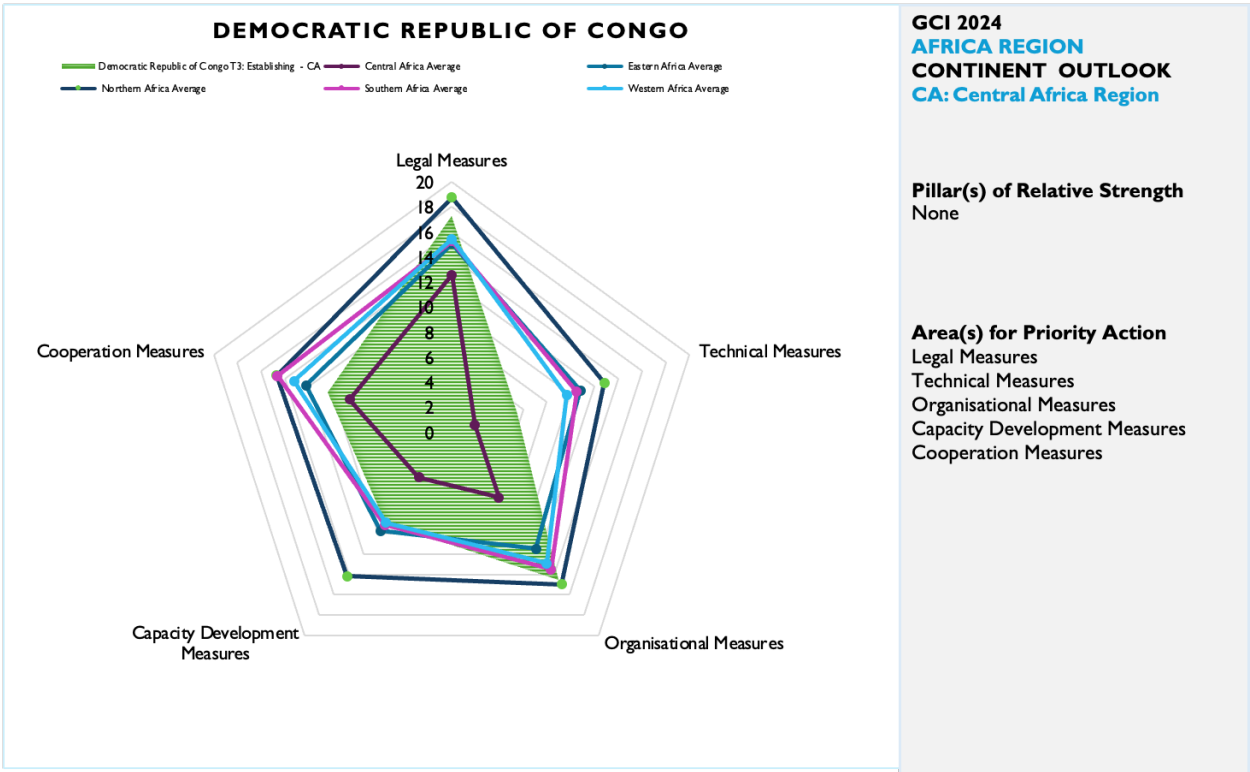 DEMOCRATIC REPUBLIC OF CONGO
Democratic Republic of Congo T3: Establishing - CA
Central Africa Average
Eastern Africa Average
Northern Africa Average
Southern Africa Average
Western Africa Average
Legal Measures
20
18
16
14
12
10
8
6
4
2
0
Cooperation Measures
Technical Measures
Capacity Development
Measures
Organisational Measures
GCI 2024
AFRICA REGION
CONTINENT OUTLOOK
CA: Central Africa Region
Pillar(s) of Relative Strength
None
Area(s) for Priority Action
Legal Measures
Technical Measures
Organisational Measures
Capacity Development Measures
Cooperation Measures